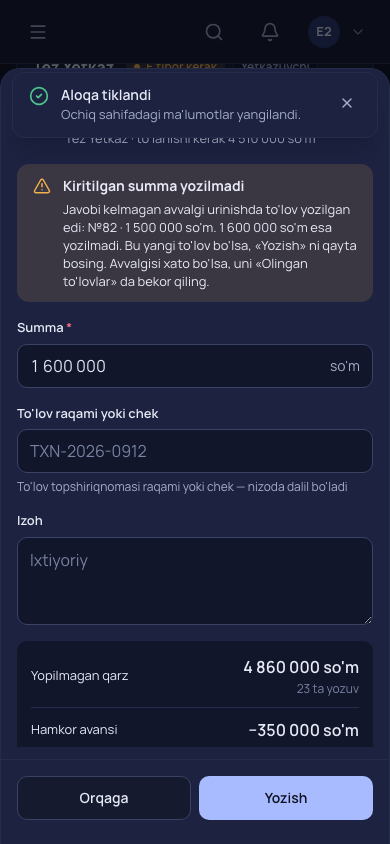 E2
Tez Yetkaz
E'tibor kerak
Yetkazuvchi
Aloqa tiklandi
Ochiq sahifadagi ma'lumotlar yangilandi.
Tez Yetkaz · to'lanishi kerak 4 510 000 so'm
Kiritilgan summa yozilmadi
Javobi kelmagan avvalgi urinishda to'lov yozilgan
edi: №82 · 1 500 000 so'm. 1 600 000 so'm esa
yozilmadi. Bu yangi to'lov bo'lsa, «Yozish» ni qayta
bosing. Avvalgisi xato bo'lsa, uni «Olingan
to'lovlar» da bekor qiling.
Summa *
1 600 000 so'm
To'lov raqami yoki chek
TXN-2026-0912
To'lov topshiriqnomasi raqami yoki chek — nizoda dalil bo'ladi
Izoh
Ixtiyoriy
Yopilmagan qarz 4 860 000 so'm
23 ta yozuv
Hamkor avansi −350 000 so'm
Orqaga Yozish